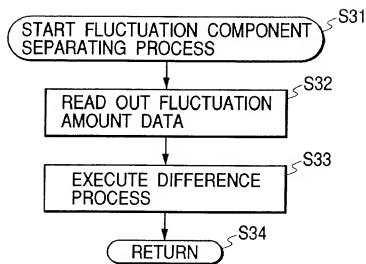 START FLUCTUATION COMPONENT
SEPARATING PROCESS
S31
READ OUT FLUCTUATION
AMOUNT DATA
S32
EXECUTE DIFFERENCE
PROCESS
S33
RETURN
S34